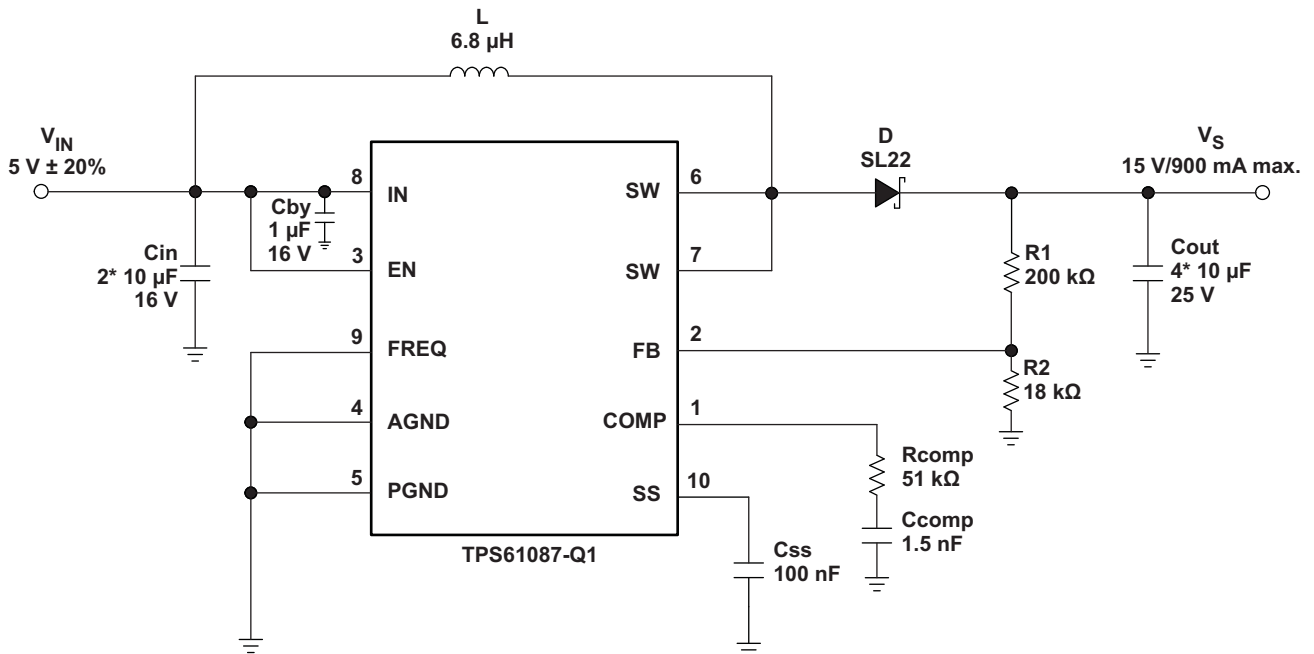 L
6.8 µH
V_IN
5 V ± 20%
D
SL22
V_S
15 V/900 mA max.
8
IN
SW
6
Cby
1 µF
16 V
Cin
2* 10 µF
16 V
3
EN
SW
7
R1
200 kΩ
Cout
4* 10 µF
25 V
9
FREQ
FB
2
R2
18 kΩ
4
AGND
COMP
1
Rcomp
51 kΩ
5
PGND
SS
10
Ccomp
1.5 nF
TPS61087-Q1
Css
100 nF